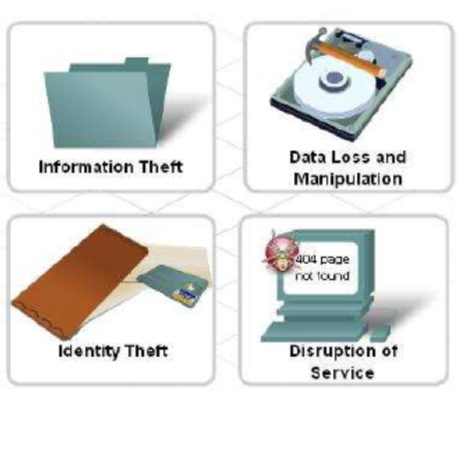 Information Theft
Data Loss and
Manipulation
404 page
not found
Identity Theft
Disruption of
Service